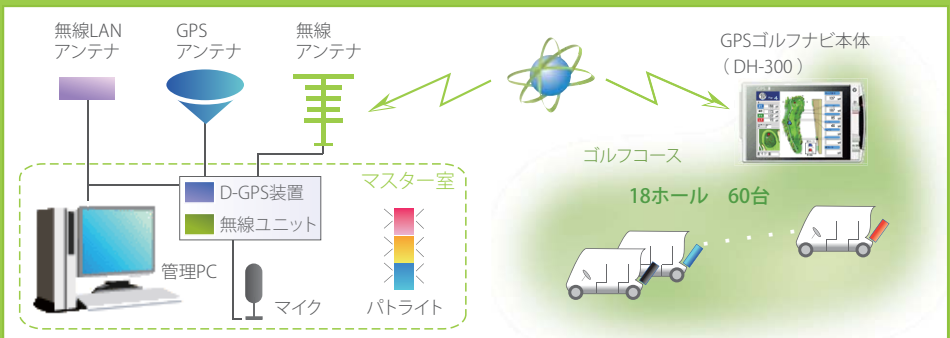 無線LAN
アンテナ
GPS
アンテナ
無線
アンテナ
GPSゴルフナビ本体
（DH-300）
ゴルフコース
マスター室
D-GPS装置
無線ユニット
18ホール　60台
管理PC
マイク
パトライト